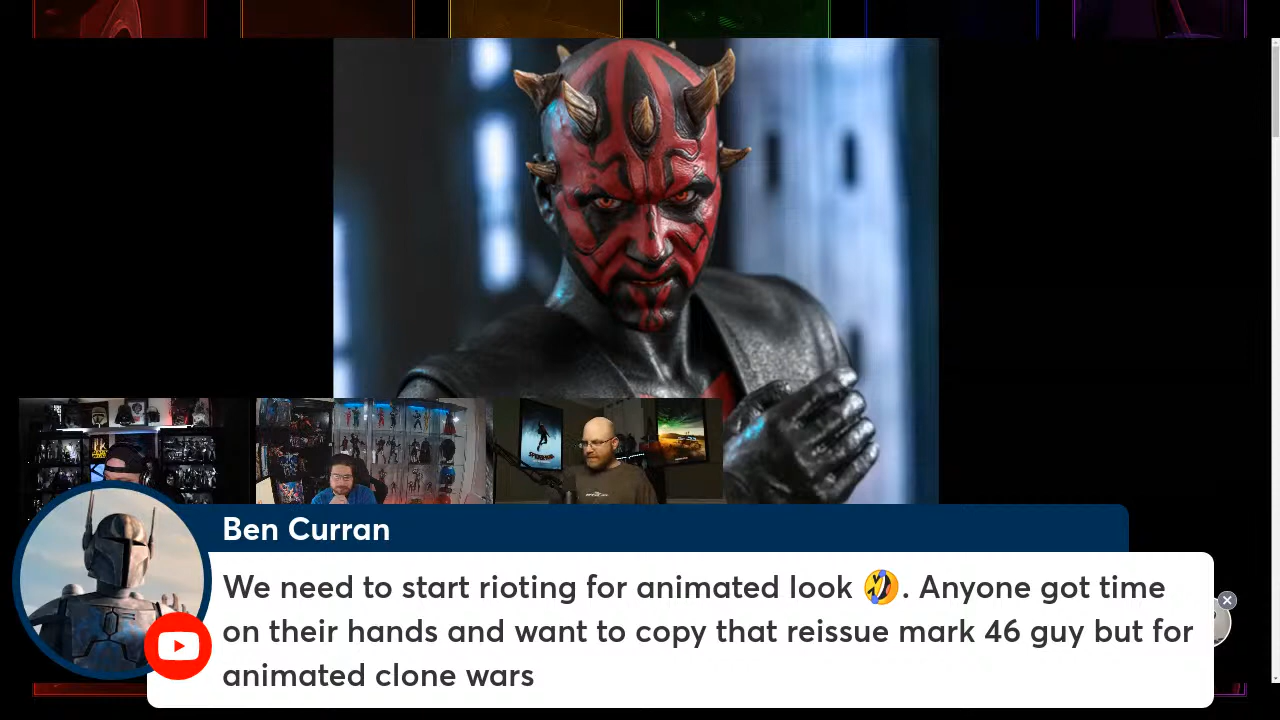 Ben Curran
We need to start rioting for animated look 🤣. Anyone got time
on their hands and want to copy that reissue mark 46 guy but for
animated clone wars